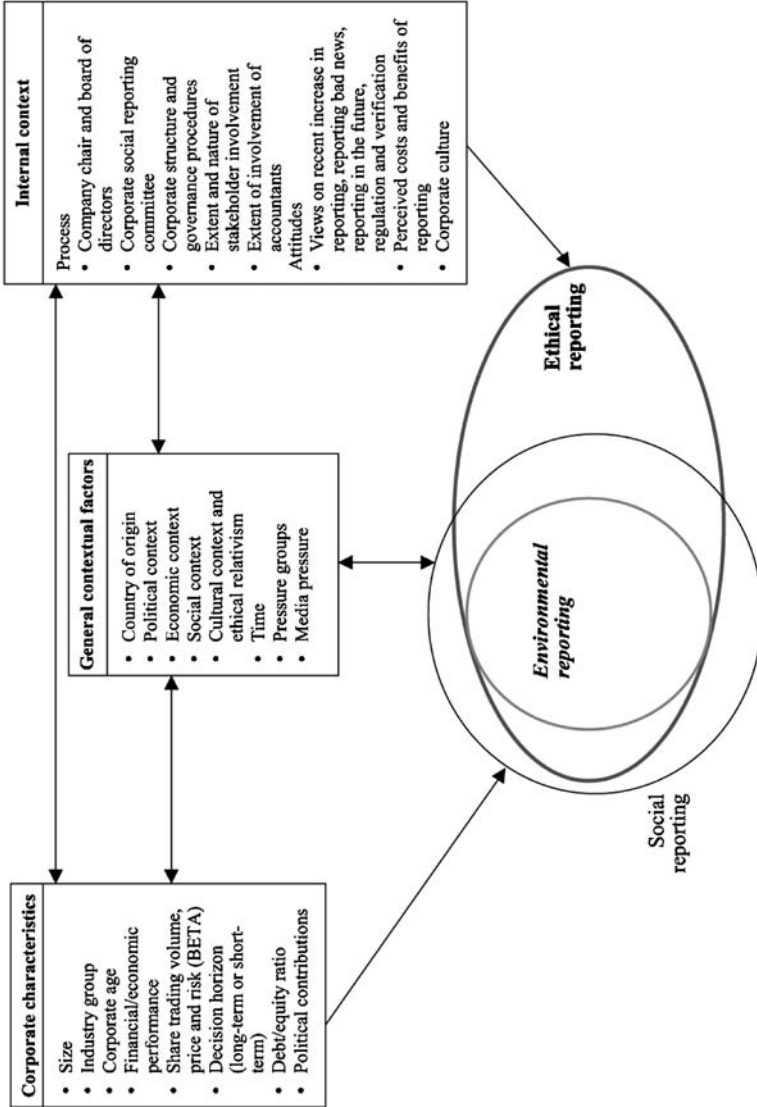 Corporate characteristics
• Size
• Industry group
• Corporate age
• Financial/economic
performance
• Share trading volume,
price and risk (BETA)
• Decision horizon
(long-term or short-
term)
• Debt/equity ratio
• Political contributions
General contextual factors
• Country of origin
• Political context
• Economic context
• Social context
• Cultural context and
ethical relativism
• Time
• Pressure groups
• Media pressure
Internal context
Process
• Company chair and board of
directors
• Corporate social reporting
committee
• Corporate structure and
governance procedures
• Extent and nature of
stakeholder involvement
• Extent of involvement of
accountants
Attitudes
• Views on recent increase in
reporting, reporting bad news,
reporting in the future,
regulation and verification
• Perceived costs and benefits of
reporting
• Corporate culture
Social
reporting
Environmental
reporting
Ethical
reporting